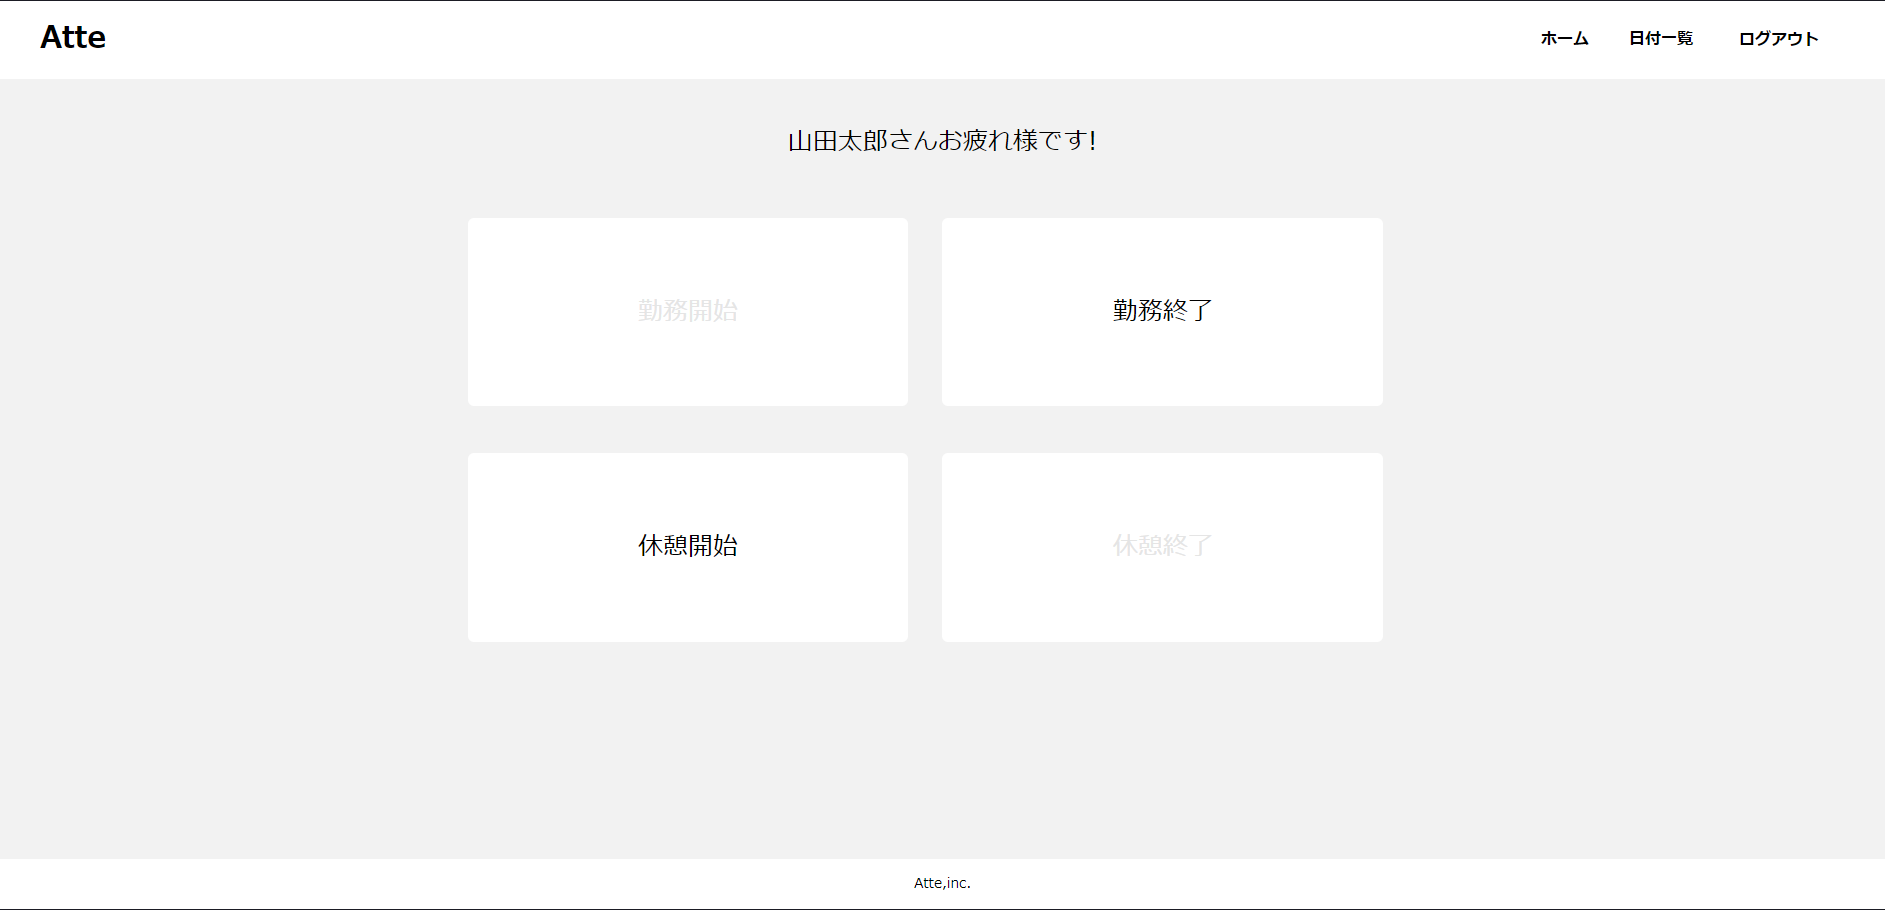 Atte
ホーム 日付一覧 ログアウト
山田太郎さんお疲れ様です!
勤務開始 勤務終了
休憩開始 休憩終了
Atte,inc.